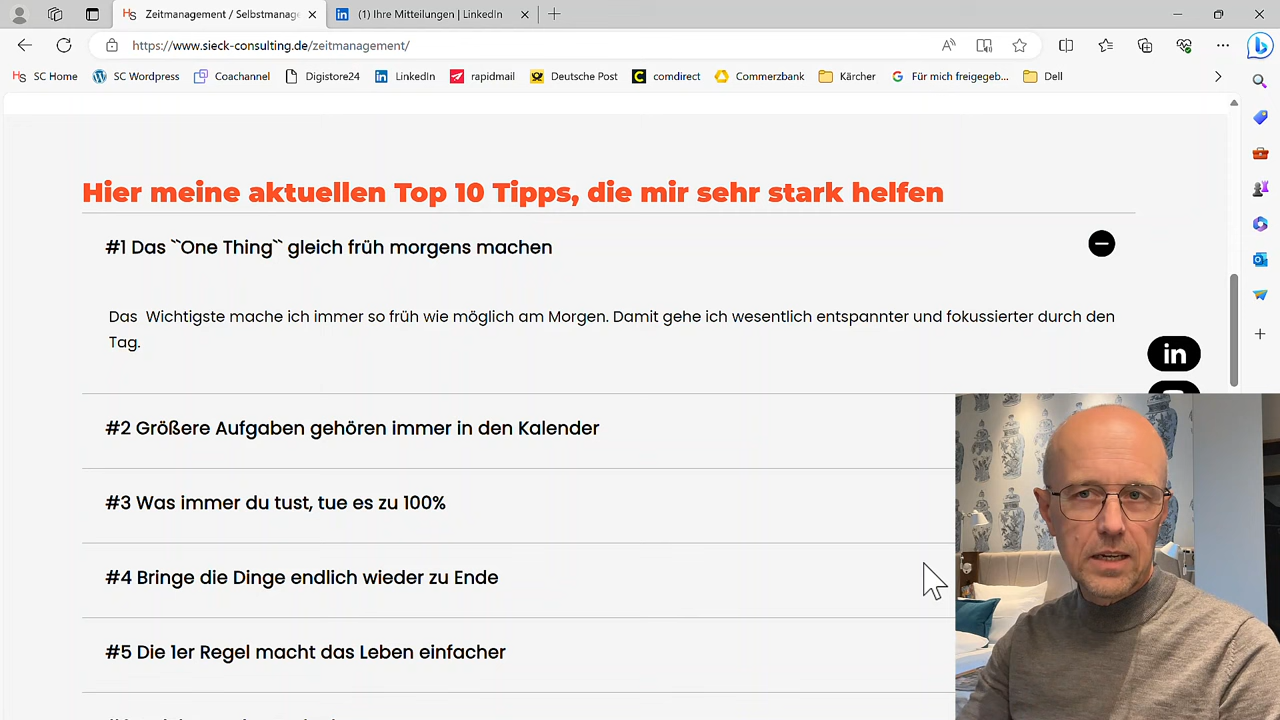 Zeitmanagement / Selbstmanage
(1) Ihre Mitteilungen | LinkedIn
https://www.sieck-consulting.de/zeitmanagement/
SC Home
SC Wordpress
Coachannel
Digistore24
LinkedIn
rapidmail
Deutsche Post
comdirect
Commerzbank
Kärcher
Für mich freigegeb...
Dell
Hier meine aktuellen Top 10 Tipps, die mir sehr stark helfen
#1 Das ``One Thing`` gleich früh morgens machen
Das Wichtigste mache ich immer so früh wie möglich am Morgen. Damit gehe ich wesentlich entspannter und fokussierter durch den
Tag.
in
#2 Größere Aufgaben gehören immer in den Kalender
#3 Was immer du tust, tue es zu 100%
#4 Bringe die Dinge endlich wieder zu Ende
#5 Die 1er Regel macht das Leben einfacher